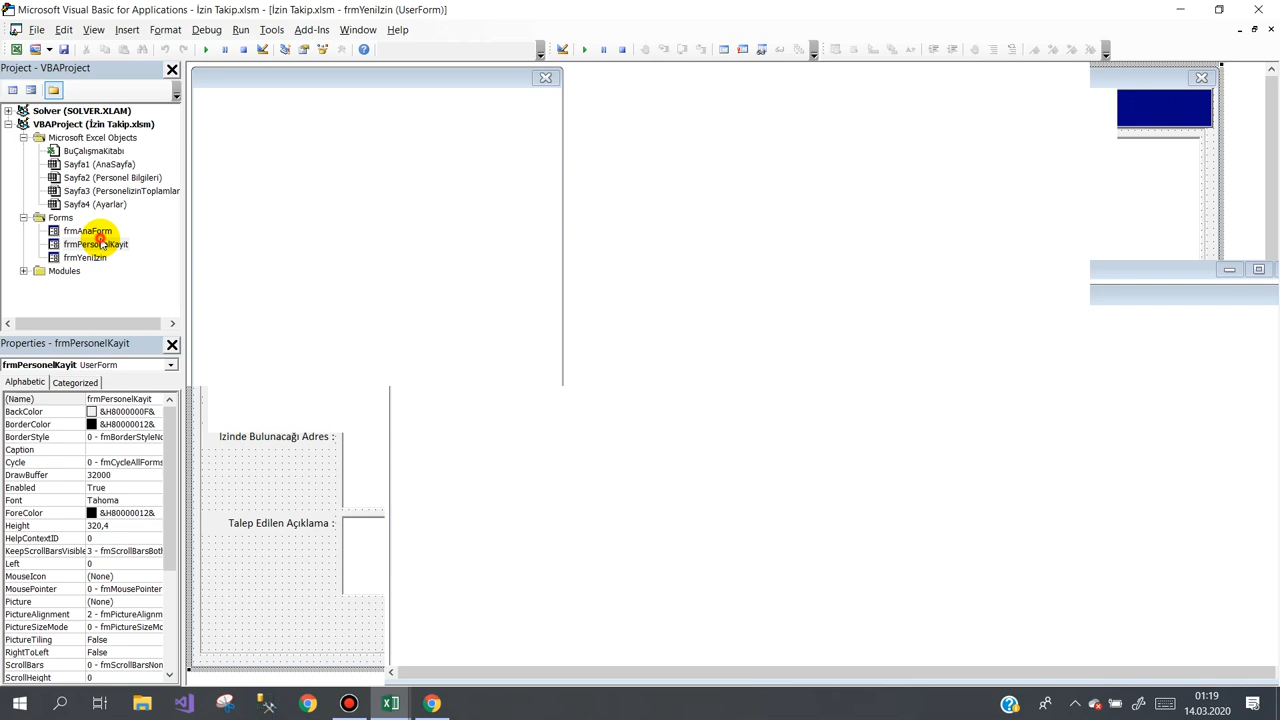 Microsoft Visual Basic for Applications - İzin Takip.xlsm - [İzin Takip.xlsm - frmYeniIzin (UserForm)]
File Edit View Insert Format Debug Run Tools Add-Ins Window Help
Project - VBAProject
Solver (SOLVER.XLAM)
VBAProject (İzin Takip.xlsm)
Microsoft Excel Objects
BuÇalışmaKitabı
Sayfa1 (AnaSayfa)
Sayfa2 (Personel Bilgileri)
Sayfa3 (PersonelizinToplamlar
Sayfa4 (Ayarlar)
Forms
frmAnaForm
frmPersonelKayit
frmYeniIzin
Modules
Properties - frmPersonelKayit
frmPersonelKayit UserForm
Alphabetic Categorized
(Name) frmPersonelKayit
BackColor &H8000000F&
BorderColor &H80000012&
BorderStyle 0 - fmBorderStyleNo
Caption
Cycle 0 - fmCycleAllForms
DrawBuffer 32000
Enabled True
Font Tahoma
ForeColor &H80000012&
Height 320,4
HelpContextID 0
KeepScrollBarsVisible 3 - fmScrollBarsBoth
Left 0
MouseIcon (None)
MousePointer 0 - fmMousePointer
Picture (None)
PictureAlignment 2 - fmPictureAlignm
PictureSizeMode 0 - fmPictureSizeMo
PictureTiling False
RightToLeft False
ScrollBars 0 - fmScrollBarsNon
ScrollHeight 0
Izinde Bulunacağı Adres :
Talep Edilen Açıklama :
01:19
14.03.2020